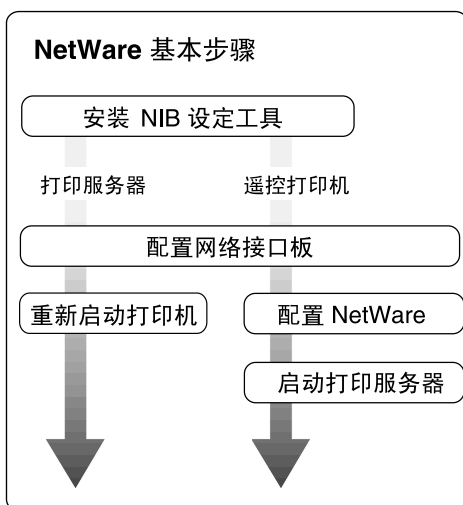 NetWare 基本步骤
安装 NIB 设定工具
打印服务器
遥控打印机
配置网络接口板
重新启动打印机
配置 NetWare
启动打印服务器